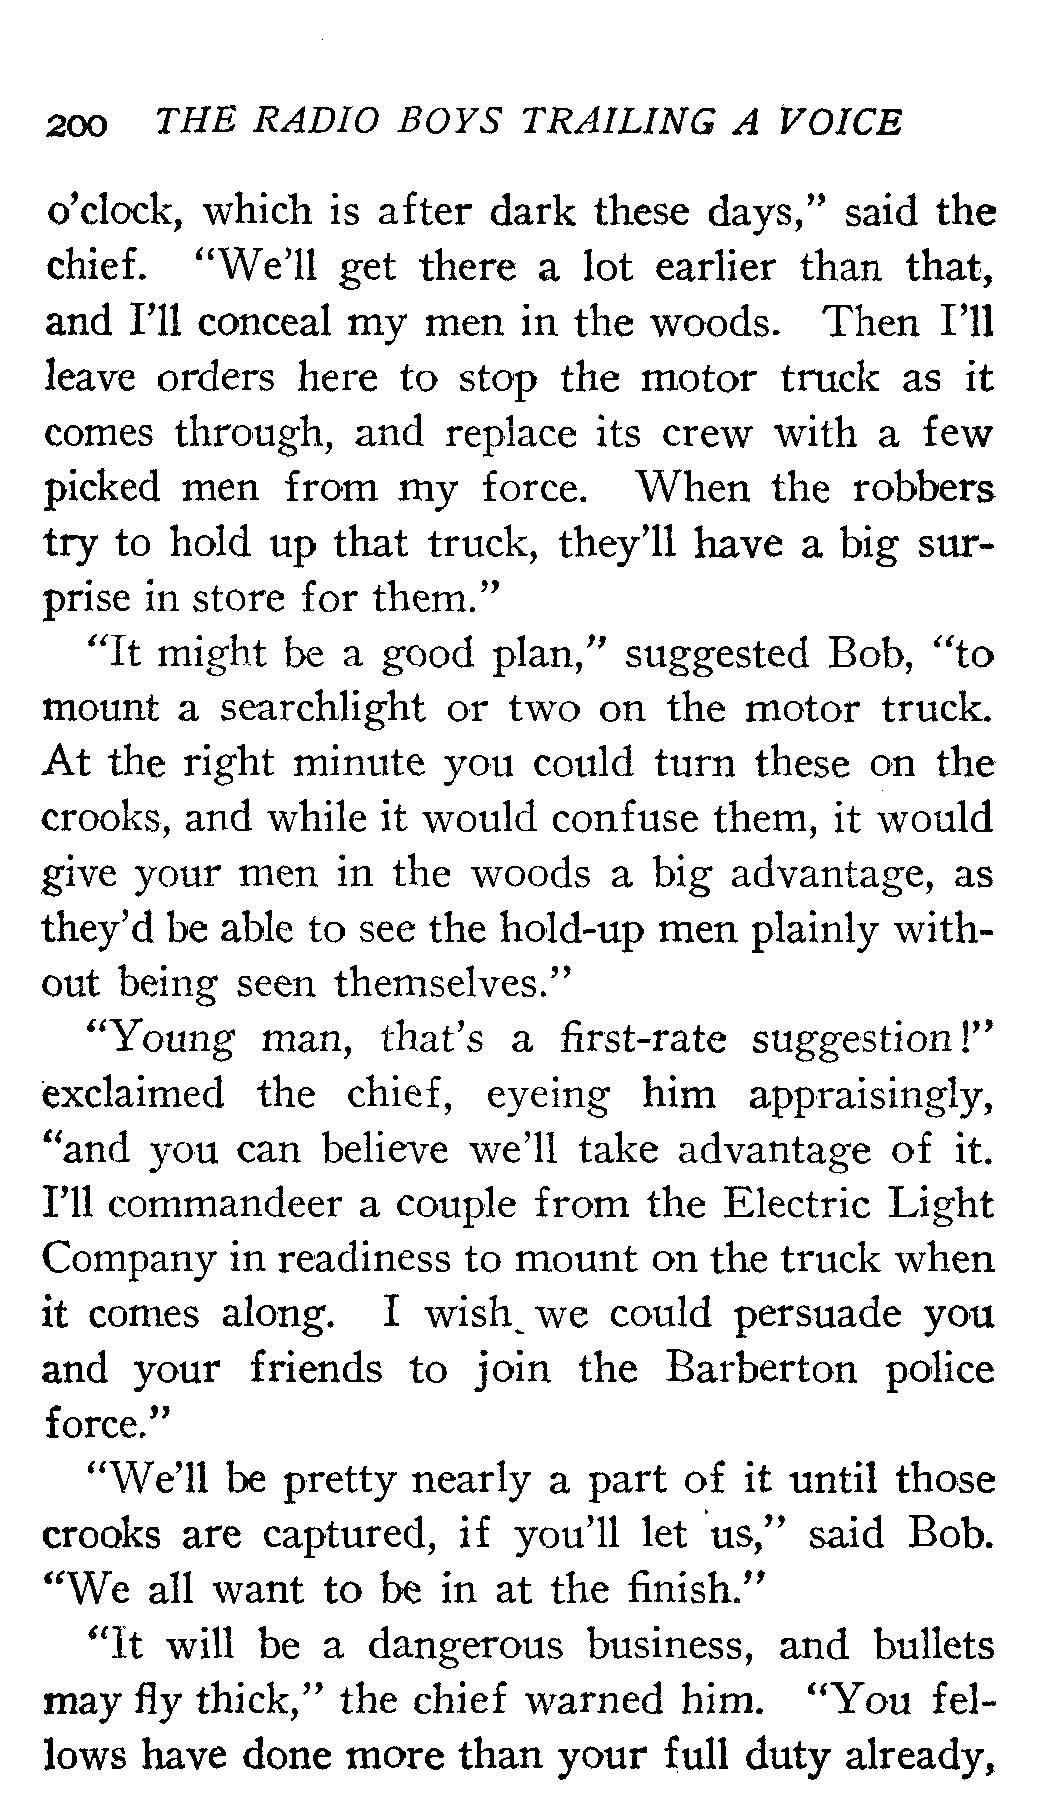 200 THE RADIO BOYS TRAILING A VOICE
o'clock, which is after dark these days," said the
chief. "We'll get there a lot earlier than that,
and I'll conceal my men in the woods. Then I'll
leave orders here to stop the motor truck as it
comes through, and replace its crew with a few
picked men from my force. When the robbers
try to hold up that truck, they'll have a big sur-
prise in store for them."
"It might be a good plan," suggested Bob, "to
mount a searchlight or two on the motor truck.
At the right minute you could turn these on the
crooks, and while it would confuse them, it would
give your men in the woods a big advantage, as
they'd be able to see the hold-up men plainly with-
out being seen themselves."
"Young man, that's a first-rate suggestion!"
exclaimed the chief, eyeing him appraisingly,
"and you can believe we'll take advantage of it.
I'll commandeer a couple from the Electric Light
Company in readiness to mount on the truck when
it comes along. I wish we could persuade you
and your friends to join the Barberton police
force."
"We'll be pretty nearly a part of it until those
crooks are captured, if you'll let us," said Bob.
"We all want to be in at the finish."
"It will be a dangerous business, and bullets
may fly thick," the chief warned him. "You fel-
lows have done more than your full duty already,